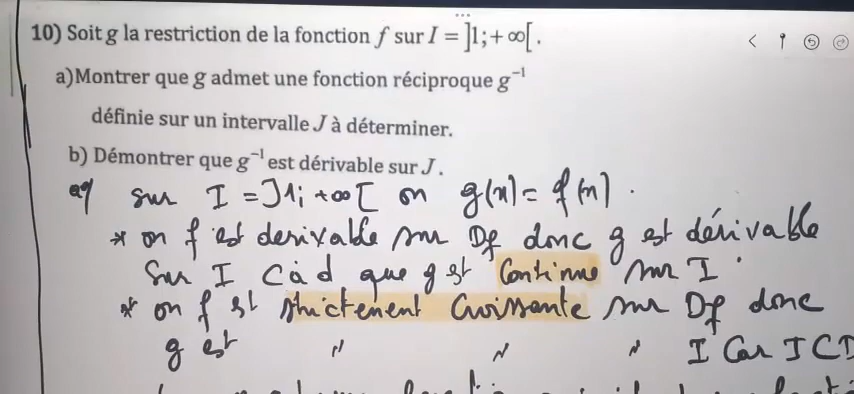 10) Soit g la restriction de la fonction f sur I = ]1;+∞[.
a)Montrer que g admet une fonction réciproque g⁻¹
définie sur un intervalle J à déterminer.
b) Démontrer que g⁻¹ est dérivable sur J.
a) sur I = ]1; +∞[ on g(x) = f(x).
* on f est derivable sur Df donc g est dérivable
sur I càd que g est Continue sur I.
* on f est strictement Croissante sur Df donc
g est " " " I Car I ⊂ D